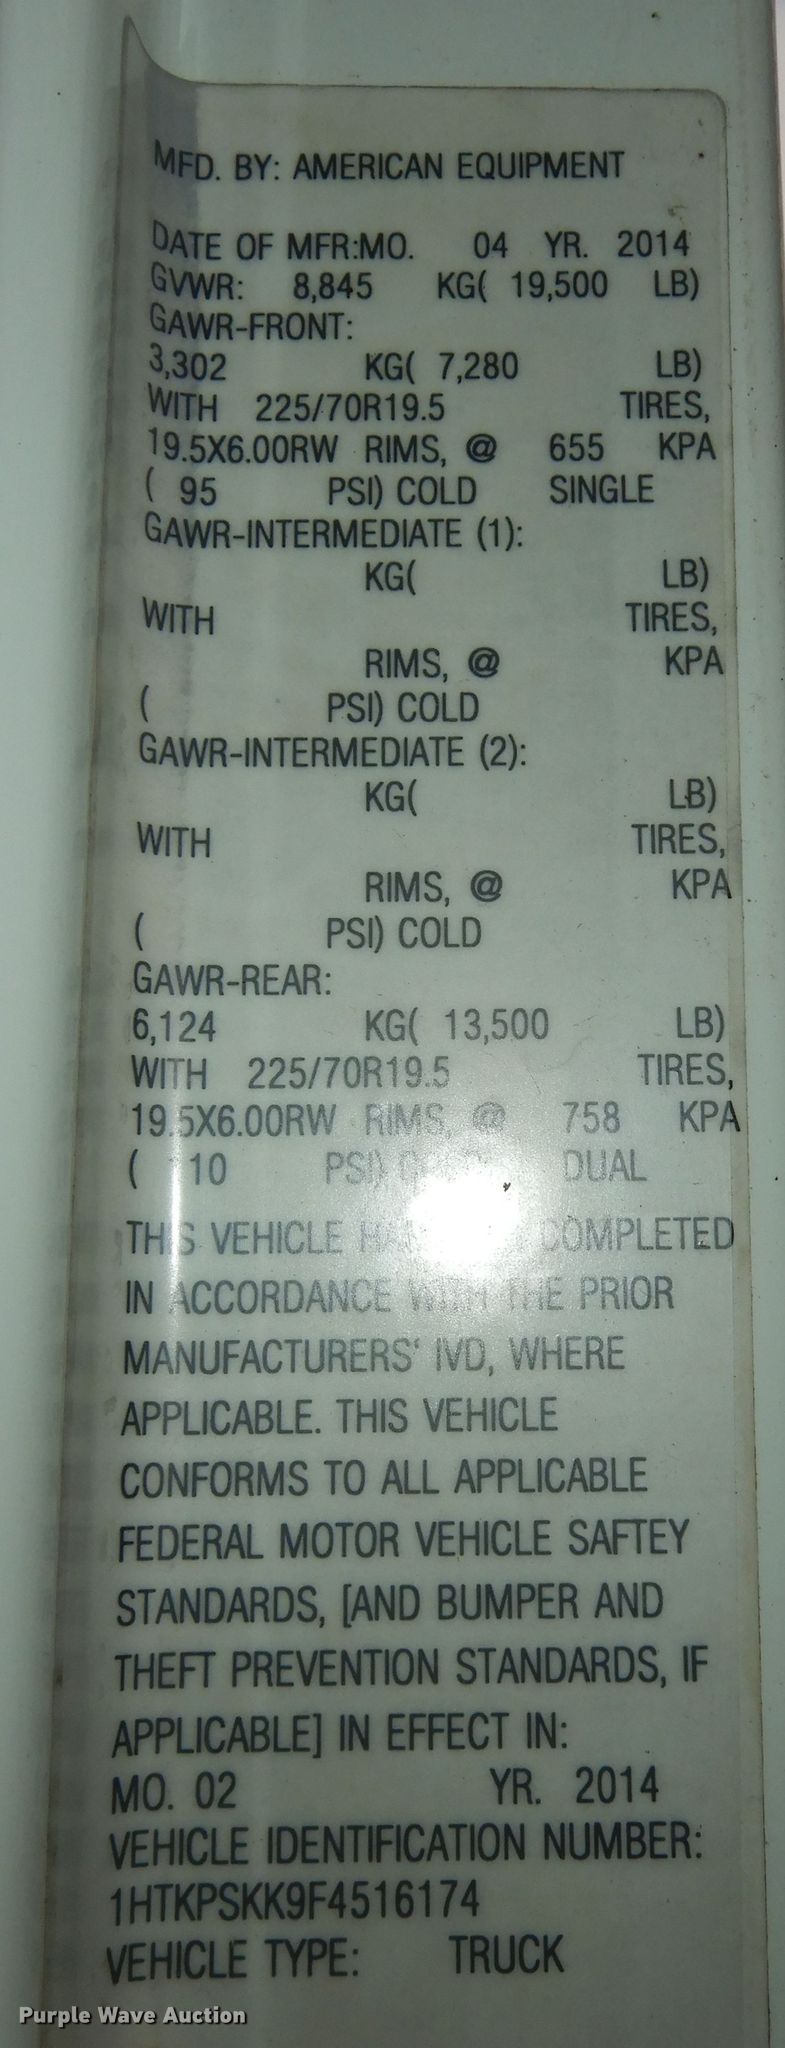 MFD. BY: AMERICAN EQUIPMENT
DATE OF MFR:MO. 04 YR. 2014
GVWR: 8,845 KG( 19,500 LB)
GAWR-FRONT:
3,302 KG( 7,280 LB)
WITH 225/70R19.5 TIRES,
19.5X6.00RW RIMS, @ 655 KPA
( 95 PSI) COLD SINGLE
GAWR-INTERMEDIATE (1):
KG( LB)
WITH TIRES,
RIMS, @ KPA
( PSI) COLD
GAWR-INTERMEDIATE (2):
KG( LB)
WITH TIRES,
RIMS, @ KPA
( PSI) COLD
GAWR-REAR:
6,124 KG( 13,500 LB)
WITH 225/70R19.5 TIRES,
19.5X6.00RW RIMS, @ 758 KPA
( 110 PSI) DUAL
THIS VEHICLE COMPLETED
IN ACCORDANCE WITH THE PRIOR
MANUFACTURERS' IVD, WHERE
APPLICABLE. THIS VEHICLE
CONFORMS TO ALL APPLICABLE
FEDERAL MOTOR VEHICLE SAFTEY
STANDARDS, [AND BUMPER AND
THEFT PREVENTION STANDARDS, IF
APPLICABLE] IN EFFECT IN:
MO. 02 YR. 2014
VEHICLE IDENTIFICATION NUMBER:
1HTKPSKK9F4516174
VEHICLE TYPE: TRUCK
Purple Wave Auction